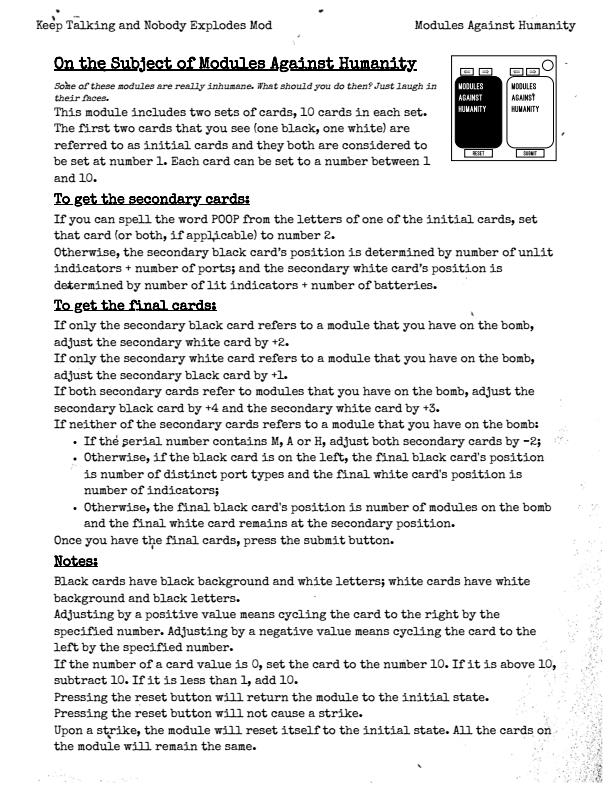 Keep Talking and Nobody Explodes Mod
Modules Against Humanity
On the Subject of Modules Against Humanity
Some of these modules are really inhumane. What should you do then? Just laugh in
their faces.
This module includes two sets of cards, 10 cards in each set.
The first two cards that you see (one black, one white) are
referred to as initial cards and they both are considered to
be set at number 1. Each card can be set to a number between 1
and 10.
MODULES
AGAINST
HUMANITY
MODULES
AGAINST
HUMANITY
RESET
SUBMIT
To get the secondary cards:
If you can spell the word POOP from the letters of one of the initial cards, set
that card (or both, if applicable) to number 2.
Otherwise, the secondary black card's position is determined by number of unlit
indicators + number of ports; and the secondary white card's position is
determined by number of lit indicators + number of batteries.
To get the final cards:
If only the secondary black card refers to a module that you have on the bomb,
adjust the secondary white card by +2.
If only the secondary white card refers to a module that you have on the bomb,
adjust the secondary black card by +1.
If both secondary cards refer to modules that you have on the bomb, adjust the
secondary black card by +4 and the secondary white card by +3.
If neither of the secondary cards refers to a module that you have on the bomb:
• If the serial number contains M, A or H, adjust both secondary cards by -2;
• Otherwise, if the black card is on the left, the final black card's position
is number of distinct port types and the final white card's position is
number of indicators;
• Otherwise, the final black card's position is number of modules on the bomb
and the final white card remains at the secondary position.
Once you have the final cards, press the submit button.
Notes:
Black cards have black background and white letters; white cards have white
background and black letters.
Adjusting by a positive value means cycling the card to the right by the
specified number. Adjusting by a negative value means cycling the card to the
left by the specified number.
If the number of a card value is 0, set the card to the number 10. If it is above 10,
subtract 10. If it is less than 1, add 10.
Pressing the reset button will return the module to the initial state.
Pressing the reset button will not cause a strike.
Upon a strike, the module will reset itself to the initial state. All the cards on
the module will remain the same.